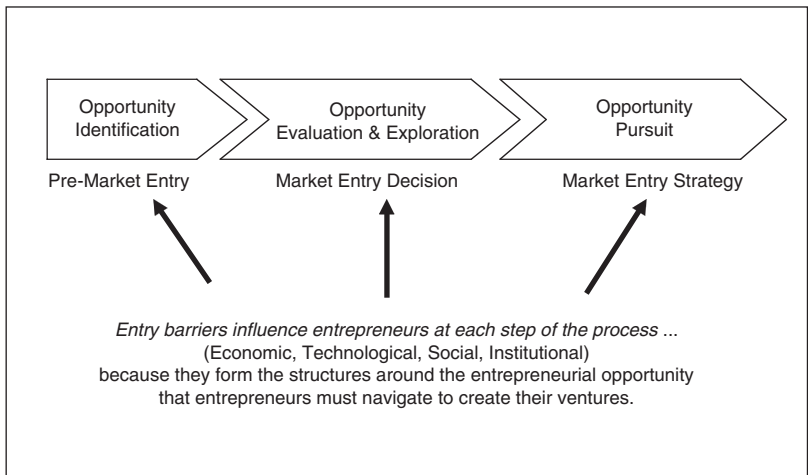 Opportunity
Identification
Opportunity
Evaluation & Exploration
Opportunity
Pursuit
Pre-Market Entry
Market Entry Decision
Market Entry Strategy
Entry barriers influence entrepreneurs at each step of the process ...
(Economic, Technological, Social, Institutional)
because they form the structures around the entrepreneurial opportunity
that entrepreneurs must navigate to create their ventures.